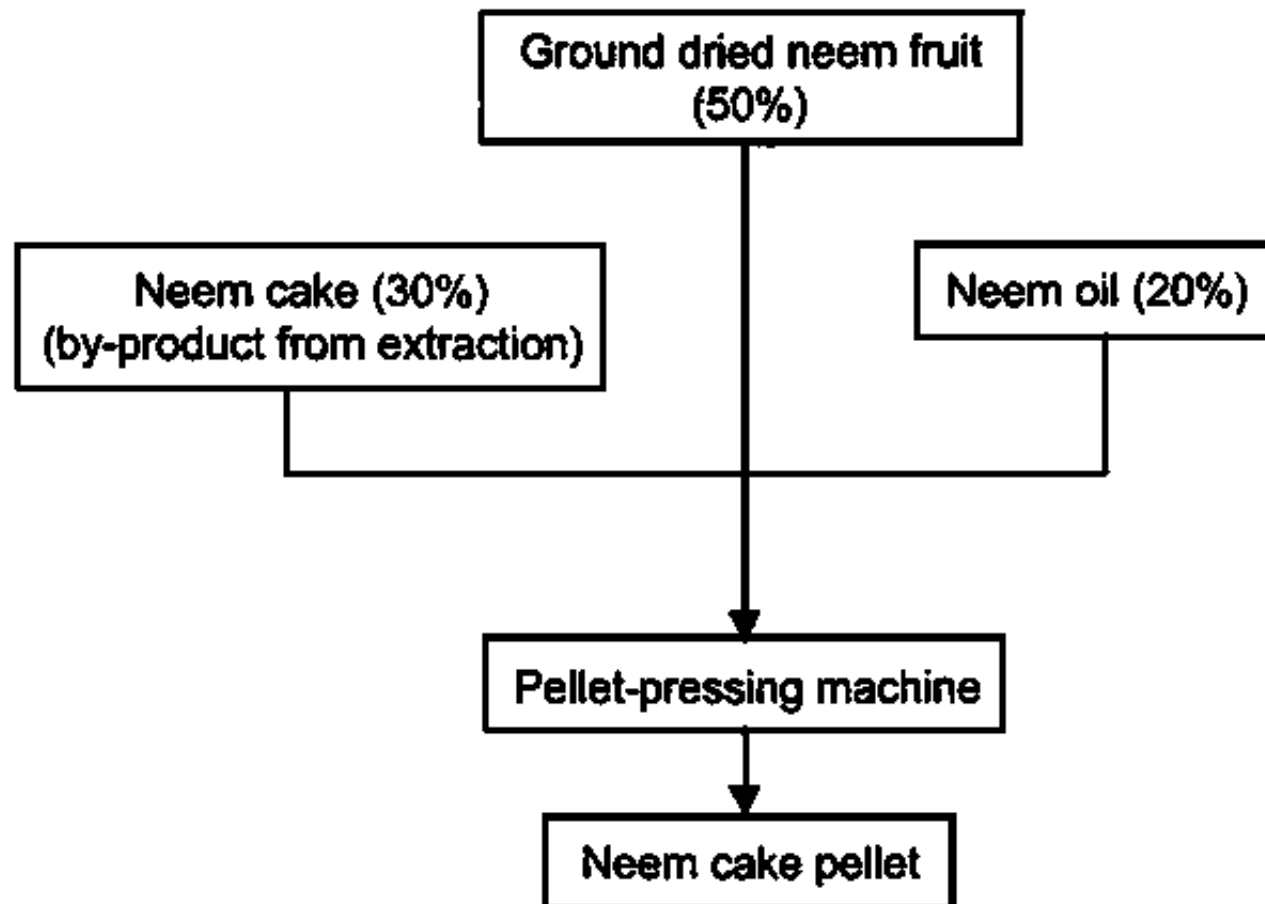 Ground dried neem fruit
(50%)
Neem cake (30%)
(by-product from extraction)
Neem oil (20%)
Pellet-pressing machine
Neem cake pellet